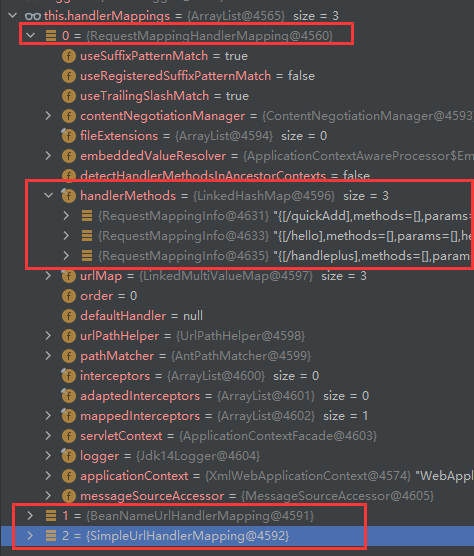 this.handlerMappings = {ArrayList@4565} size = 3
0 = {RequestMappingHandlerMapping@4560}
f useSuffixPatternMatch = true
f useRegisteredSuffixPatternMatch = false
f useTrailingSlashMatch = true
f contentNegotiationManager = {ContentNegotiationManager@4593
f fileExtensions = {ArrayList@4594} size = 0
f embeddedValueResolver = {ApplicationContextAwareProcessor$Em
f detectHandlerMethodsInAncestorContexts = false
f handlerMethods = {LinkedHashMap@4596} size = 3
{RequestMappingInfo@4631} "{[/quickAdd],methods=[],params=
{RequestMappingInfo@4633} "{[/hello],methods=[],params=[],he
{RequestMappingInfo@4635} "{[/handleplus],methods=[],param
f urlMap = {LinkedMultiValueMap@4597} size = 3
f order = 0
f defaultHandler = null
f urlPathHelper = {UrlPathHelper@4598}
f pathMatcher = {AntPathMatcher@4599}
f interceptors = {ArrayList@4600} size = 0
f adaptedInterceptors = {ArrayList@4601} size = 0
f mappedInterceptors = {ArrayList@4602} size = 1
f servletContext = {ApplicationContextFacade@4603}
f logger = {Jdk14Logger@4604}
f applicationContext = {XmlWebApplicationContext@4574} "WebAppl
f messageSourceAccessor = {MessageSourceAccessor@4605}
1 = {BeanNameUrlHandlerMapping@4591}
2 = {SimpleUrlHandlerMapping@4592}